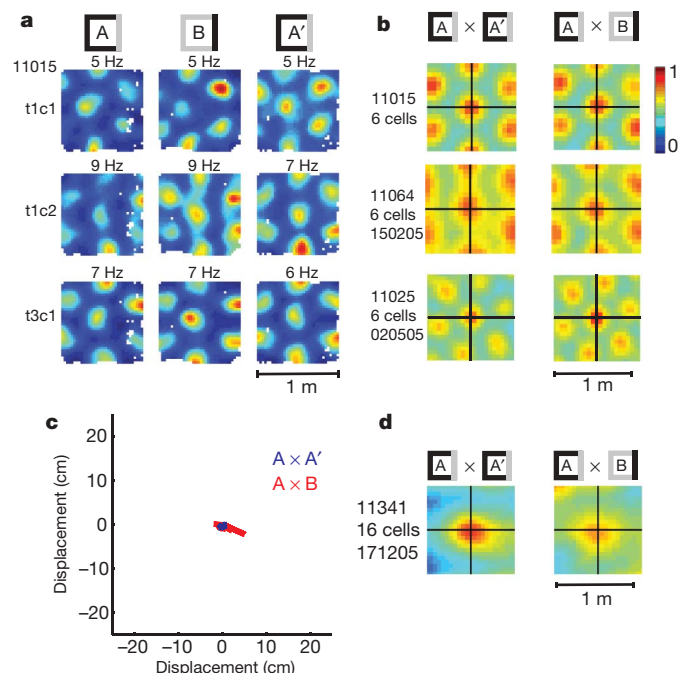 a
A B A′
11015 5 Hz 5 Hz 5 Hz
t1c1
9 Hz 9 Hz 7 Hz
t1c2
7 Hz 7 Hz 6 Hz
t3c1
1 m
b
A × A′ A × B
11015
6 cells
1
0
11064
6 cells
150205
11025
6 cells
020505
1 m
c
Displacement (cm)
20
10
0
−10
−20
A × A′
A × B
−20 −10 0 10 20
Displacement (cm)
d
A × A′ A × B
11341
16 cells
171205
1 m